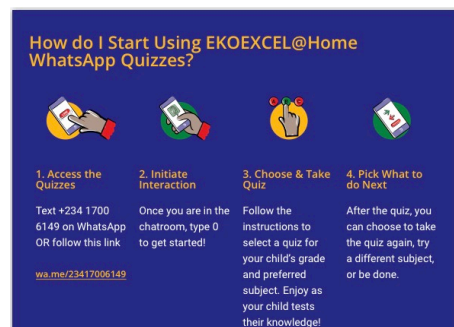 How do I Start Using EKOEXCEL@Home
WhatsApp Quizzes?
1. Access the
Quizzes
Text +234 1700
6149 on WhatsApp
OR follow this link
wa.me/23417006149
2. Initiate
Interaction
Once you are in the
chatroom, type 0
to get started!
3. Choose & Take
Quiz
Follow the
instructions to
select a quiz for
your child's grade
and preferred
subject. Enjoy as
your child tests
their knowledge!
4. Pick What to
do Next
After the quiz, you
can choose to take
the quiz again, try
a different subject,
or be done.